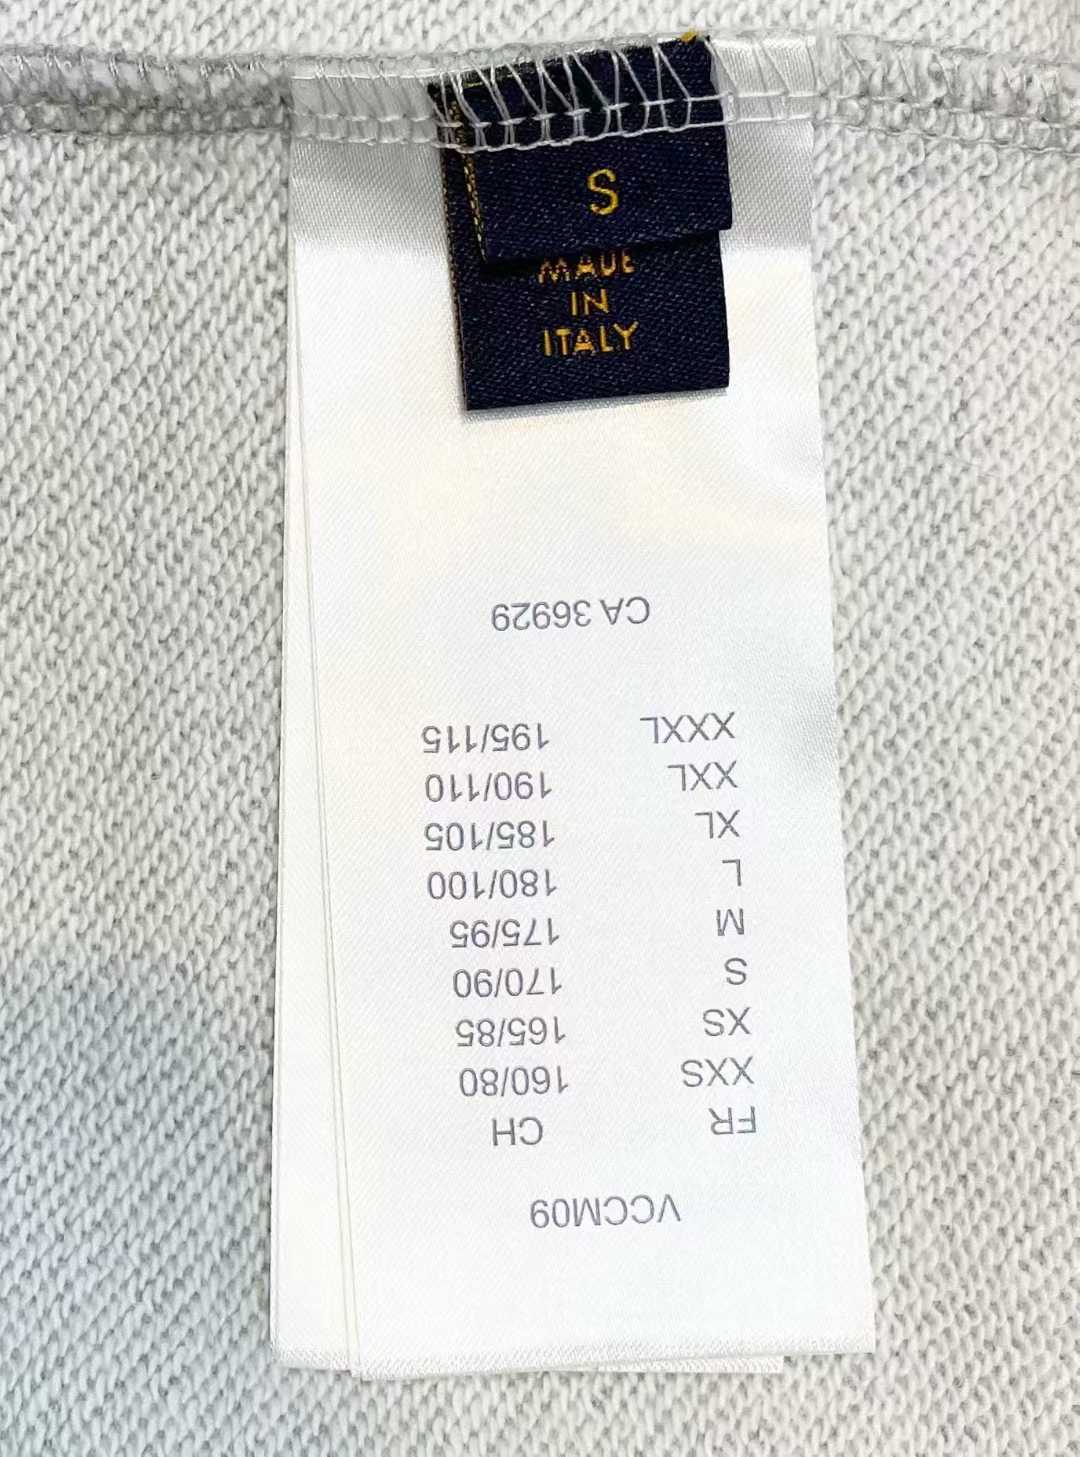 S
MADE
IN
ITALY
VCCM09
FR CH
XXS 160/80
XS 165/85
S 170/90
M 175/95
L 180/100
XL 185/105
XXL 190/110
XXXL 195/115
CA 36929